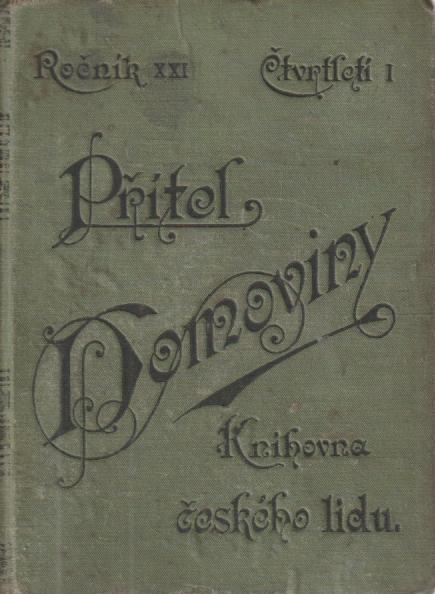 Ročník XXI Čtvrtletí I
Přítel
Domoviny
Knihovna
českého lidu.